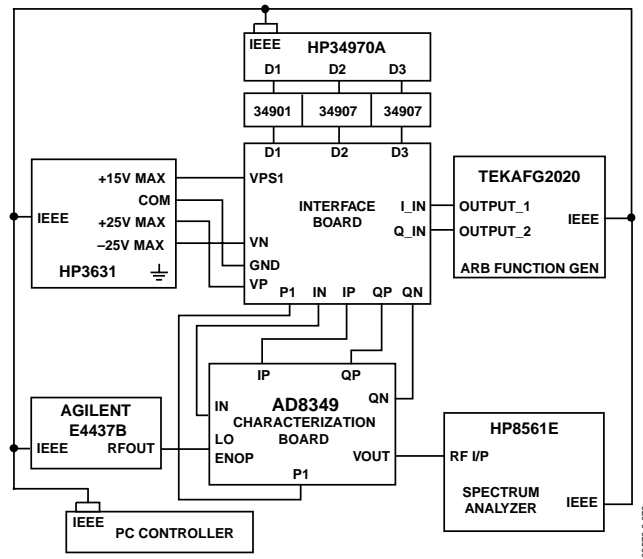 IEEE
HP34970A
D1 D2 D3
34901 34907 34907
D1 D2 D3
+15V MAX
COM
IEEE
+25V MAX
–25V MAX
HP3631
VPS1
INTERFACE
BOARD
I_IN
Q_IN
VN
GND
VP
P1 IN IP QP QN
TEKAFG2020
OUTPUT_1
IEEE
OUTPUT_2
ARB FUNCTION GEN
IP QP
QN
IN
AD8349
CHARACTERIZATION
BOARD
LO
ENOP
VOUT
P1
AGILENT
E4437B
IEEE RFOUT
HP8561E
RF I/P
SPECTRUM
ANALYZER
IEEE
IEEE
PC CONTROLLER